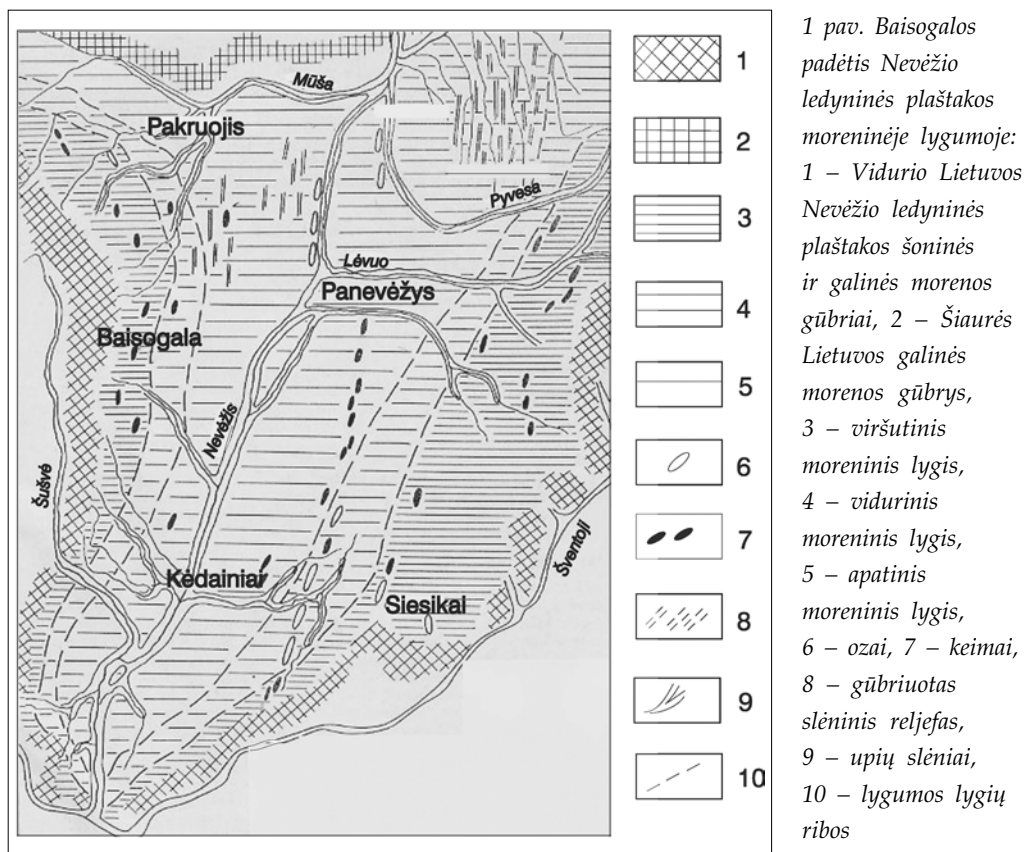 Mūša
Pakruojis
Pyvesa
Lėvuo
Panevėžys
Baisogala
Nevėžis
Šušvė
Kėdainiai
Siesikai
Šventoji
1
2
3
4
5
6
7
8
9
10
1 pav. Baisogalos
padėtis Nevėžio
ledyninės plaštakos
moreninėje lygumoje:
1 – Vidurio Lietuvos
Nevėžio ledyninės
plaštakos šoninės
ir galinės morenos
gūbriai, 2 – Šiaurės
Lietuvos galinės
morenos gūbrys,
3 – viršutinis
moreninis lygis,
4 – vidurinis
moreninis lygis,
5 – apatinis
moreninis lygis,
6 – ozai, 7 – keimai,
8 – gūbriuotas
slėninis reljefas,
9 – upių slėniai,
10 – lygumos lygių
ribos